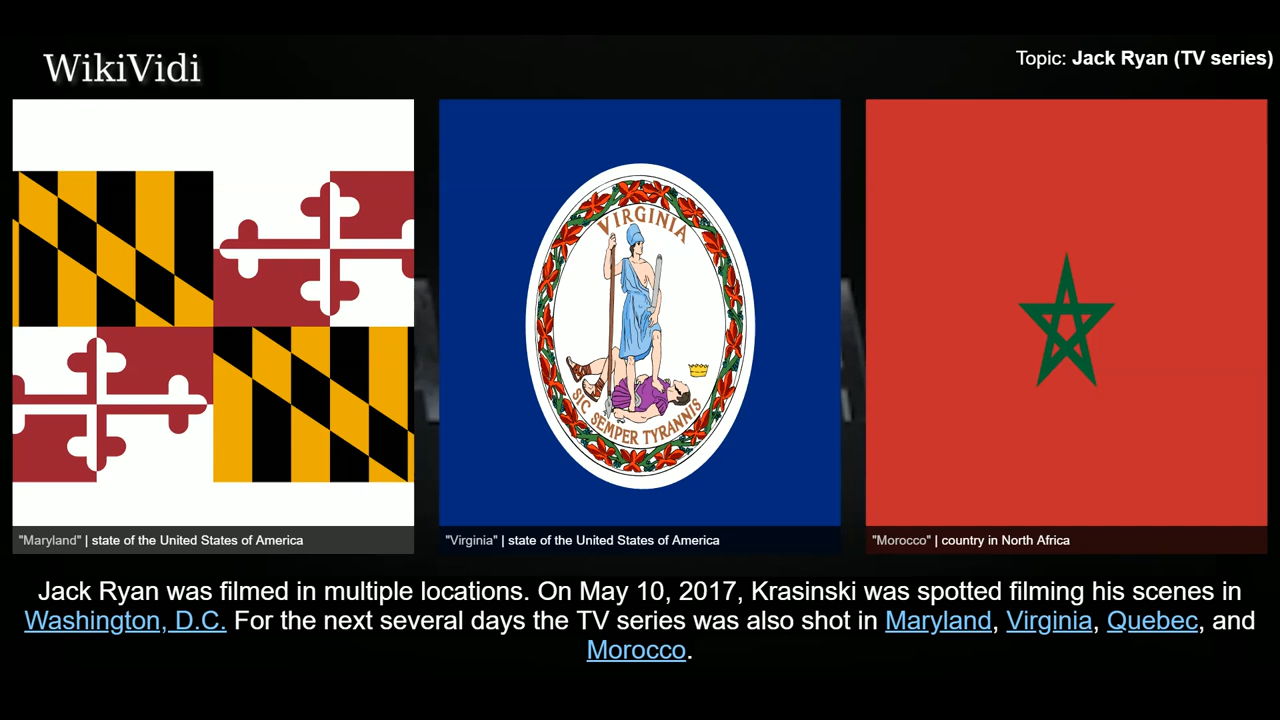 WikiVidi
Topic: Jack Ryan (TV series)
VIRGINIA
SIC SEMPER TYRANNIS
"Maryland" | state of the United States of America
"Virginia" | state of the United States of America
"Morocco" | country in North Africa
Jack Ryan was filmed in multiple locations. On May 10, 2017, Krasinski was spotted filming his scenes in
Washington, D.C. For the next several days the TV series was also shot in Maryland, Virginia, Quebec, and
Morocco.